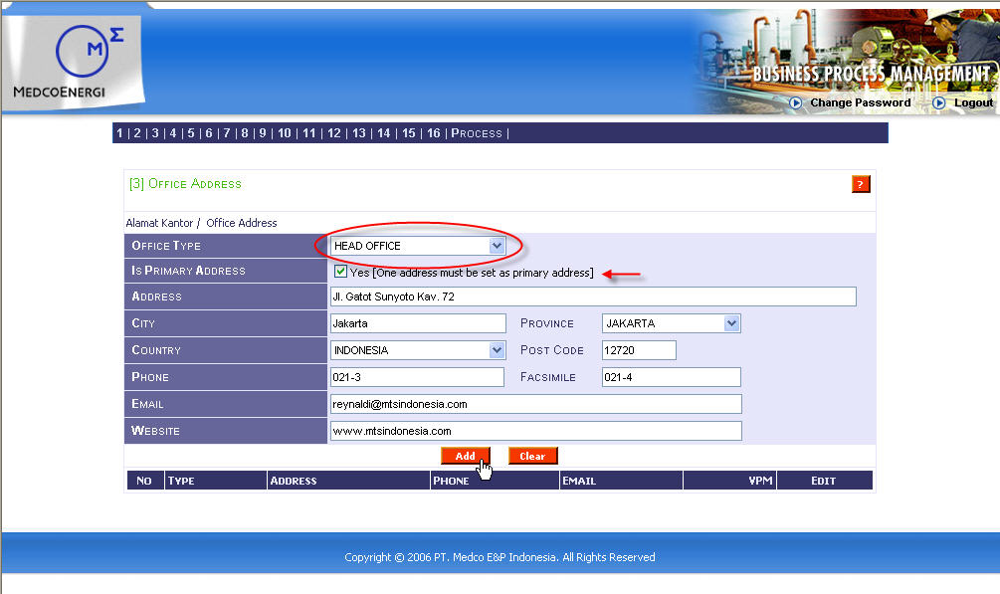 M Σ
MEDCOENERGI
BUSINESS PROCESS MANAGEMENT
Change Password Logout
1 | 2 | 3 | 4 | 5 | 6 | 7 | 8 | 9 | 10 | 11 | 12 | 13 | 14 | 15 | 16 | PROCESS |
[3] OFFICE ADDRESS ?
Alamat Kantor / Office Address
OFFICE TYPE HEAD OFFICE
IS PRIMARY ADDRESS Yes [One address must be set as primary address]
ADDRESS Jl. Gatot Sunyoto Kav. 72
CITY Jakarta PROVINCE JAKARTA
COUNTRY INDONESIA POST CODE 12720
PHONE 021-3 FACSIMILE 021-4
EMAIL reynaldi@mtsindonesia.com
WEBSITE www.mtsindonesia.com
Add Clear
NO TYPE ADDRESS PHONE EMAIL VPM EDIT
Copyright © 2006 PT. Medco E&P Indonesia. All Rights Reserved